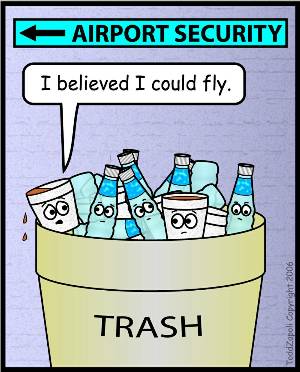 AIRPORT SECURITY
I believed I could fly.
TRASH
ToddZapoli Copyright 2006